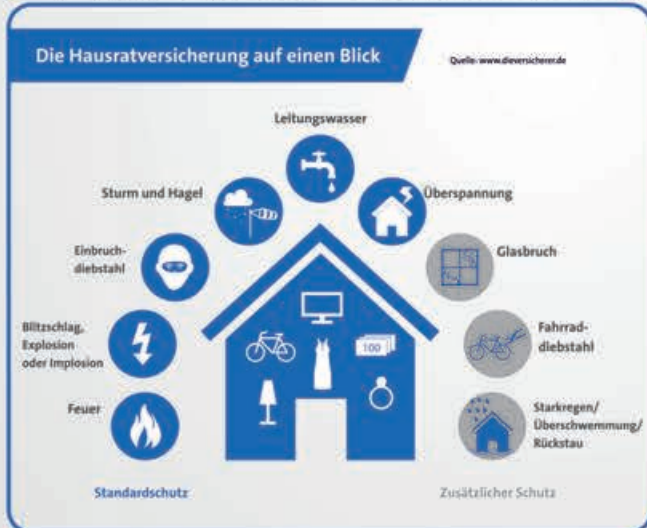 Die Hausratversicherung auf einen Blick
Quelle: www.dieversicherer.de
Leitungswasser
Sturm und Hagel
Überspannung
Einbruch-
diebstahl
Glasbruch
Blitzschlag,
Explosion
oder Implosion
Fahrrad-
diebstahl
100
Feuer
Starkregen/
Überschwemmung/
Rückstau
Standardschutz
Zusätzlicher Schutz